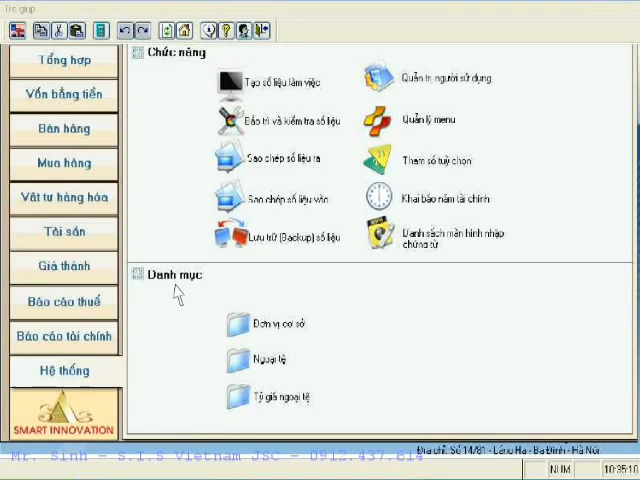 Trợ giúp
Chức năng
Tổng hợp
Vốn bằng tiền
Bán hàng
Mua hàng
Vật tư hàng hóa
Tài sản
Giá thành
Báo cáo thuế
Báo cáo tài chính
Hệ thống
SMART INNOVATION
Tạo số liệu làm việc
Bảo trì và kiểm tra số liệu
Sao chép số liệu ra
Sao chép số liệu vào
Lưu trữ (Backup) số liệu
Quản trị người sử dụng
Quản lý menu
Tham số tuỳ chọn
Khai báo năm tài chính
Danh sách màn hình nhập
chứng từ
Danh mục
Đơn vị cơ sở
Ngoại tệ
Tỷ giá ngoại tệ
Địa chỉ: Số 14/81 - Láng Hạ - Ba Đình - Hà Nội
Mr. Sinh - S.I.S Vietnam JSC - 0912.437.614
NUM
10:35:10